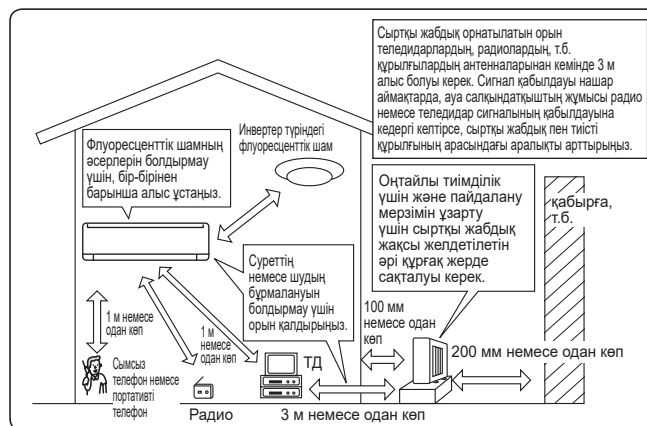 Сыртқы жабдық орнатылатын орын
теледидарлардың, радиолардың, т.б.
құрылғылардың антенналарынан кемінде 3 м
алыс болуы керек. Сигнал қабылдауы нашар
аймақтарда, ауа салқындатқыштың жұмысы радио
немесе теледидар сигналының қабылдауына
кедергі келтірсе, сыртқы жабдық пен тиісті
құрылғының арасындағы аралықты арттырыңыз.
Инвертер түріндегі
флуоресценттік шам
Флуоресценттік шамның
әсерлерін болдырмау
үшін, бір-бірінен
барынша алыс ұстаңыз.
Оңтайлы тиімділік
үшін және пайдалану
мерзімін ұзарту
үшін сыртқы жабдық
жақсы желдетілетін
әрі құрғақ жерде
сақталуы керек.
қабырға,
т.б.
Суреттің
немесе шудың
бұрмалануын
болдырмау үшін
орын қалдырыңыз.
1 м немесе
одан көп
1 м
немесе
одан көп
100 мм
немесе одан
көп
200 мм немесе одан көп
Сымсыз
телефон немесе
портативті
телефон
Радио
ТД
3 м немесе одан көп